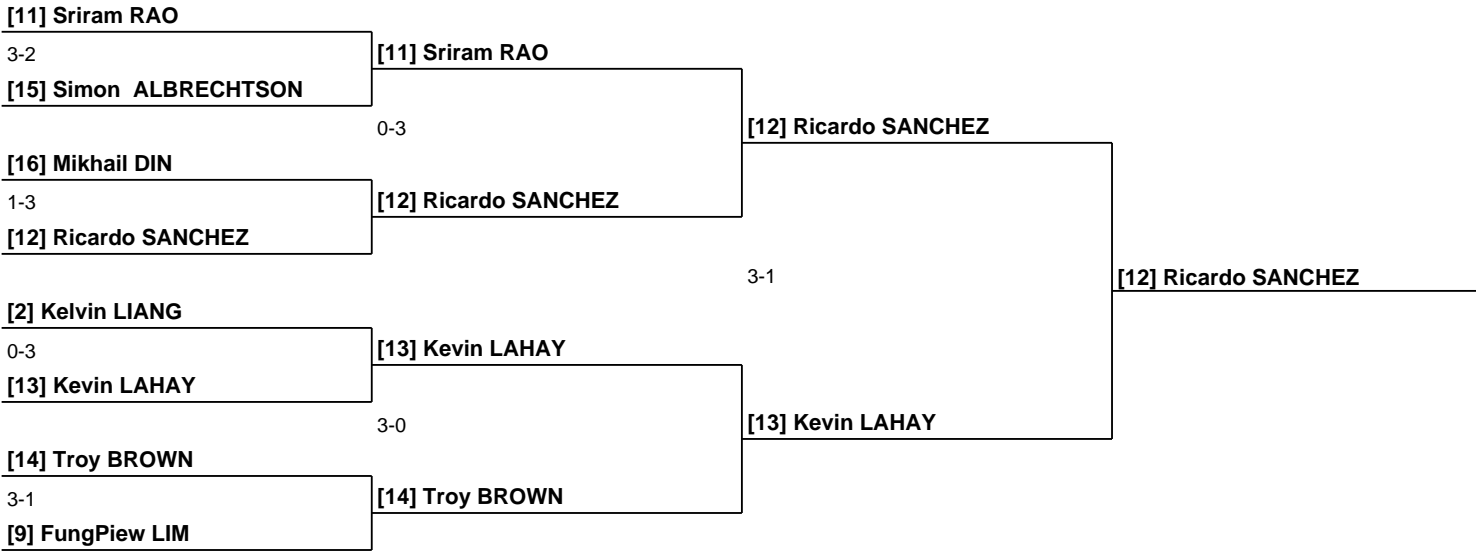 [11] Sriram RAO
3-2
[11] Sriram RAO
[15] Simon  ALBRECHTSON
0-3
[12] Ricardo SANCHEZ
[16] Mikhail DIN
1-3
[12] Ricardo SANCHEZ
[12] Ricardo SANCHEZ
3-1
[12] Ricardo SANCHEZ
[2] Kelvin LIANG
0-3
[13] Kevin LAHAY
[13] Kevin LAHAY
3-0
[13] Kevin LAHAY
[14] Troy BROWN
3-1
[14] Troy BROWN
[9] FungPiew LIM